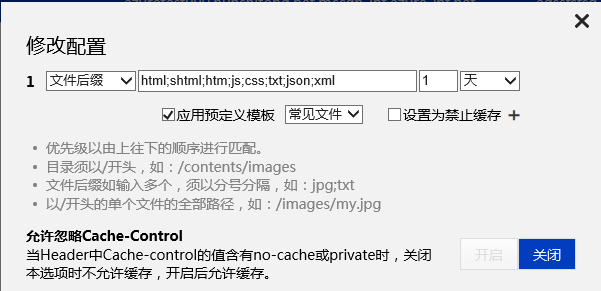 修改配置
1 文件后缀 html;shtml;htm;js;css;txt;json;xml 1 天
应用预定义模板 常见文件 设置为禁止缓存 +
• 优先级以由上往下的顺序进行匹配。
• 目录须以/开头，如：/contents/images
• 文件后缀如输入多个，须以分号分隔，如：jpg;txt
• 以/开头的单个文件的全部路径，如：/images/my.jpg
允许忽略Cache-Control
当Header中Cache-control的值含有no-cache或private时，关闭
本选项时不允许缓存，开启后允许缓存。
开启 关闭